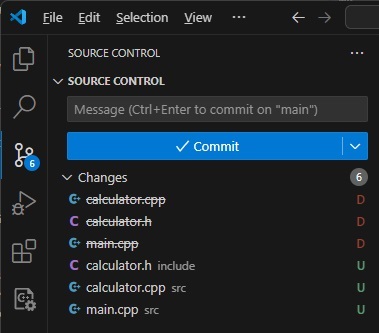 File Edit Selection View ...
SOURCE CONTROL ...
SOURCE CONTROL
Message (Ctrl+Enter to commit on "main")
Commit
6
Changes 6
calculator.cpp D
C calculator.h D
main.cpp D
C calculator.h include U
calculator.cpp src U
main.cpp src U